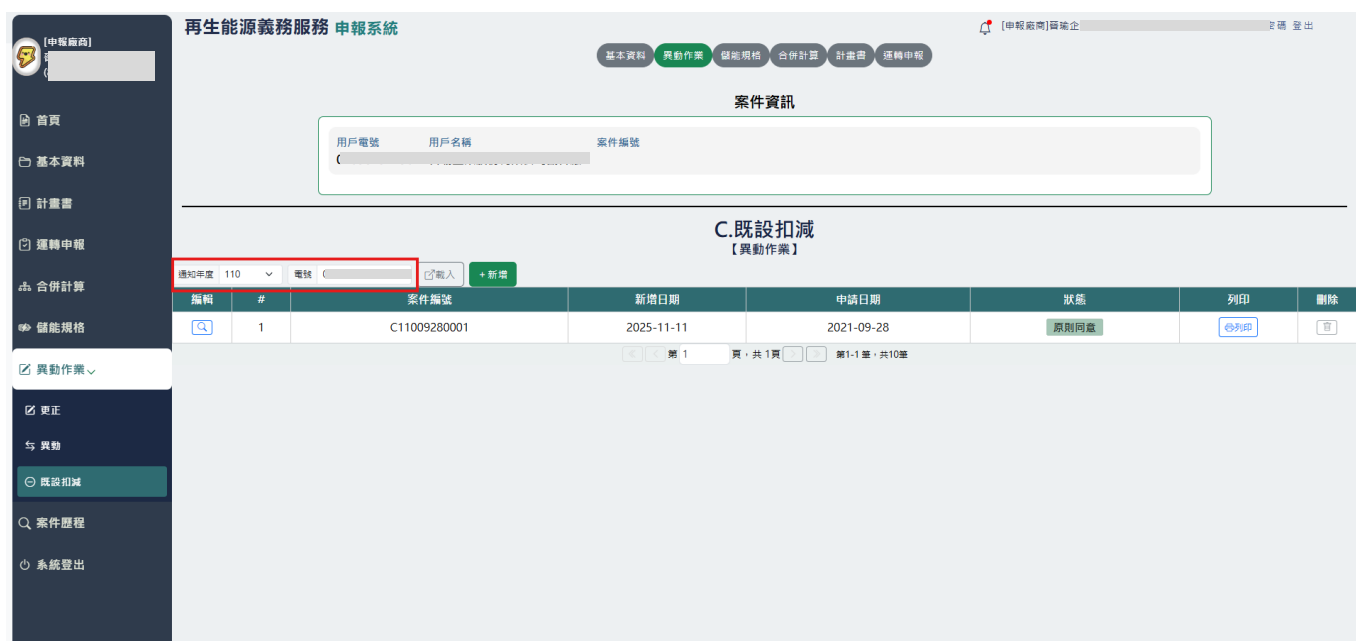 再生能源義務服務 申報系統
[申報廠商]晉瑜企
密碼 登出
[申報廠商]
基本資料 異動作業 儲能規格 合併計算 計畫書 運轉申報
案件資訊
用戶電號 用戶名稱 案件編號
首頁
基本資料
計畫書
運轉申報
合併計算
儲能規格
異動作業
更正
異動
既設扣減
案件歷程
系統登出
C.既設扣減
【異動作業】
通知年度 110 電號 載入 +新增
編輯 # 案件編號 新增日期 申請日期 狀態 列印 刪除
1 C11009280001 2025-11-11 2021-09-28 原則同意 列印
第 1 頁，共 1頁 第1-1 筆，共10筆